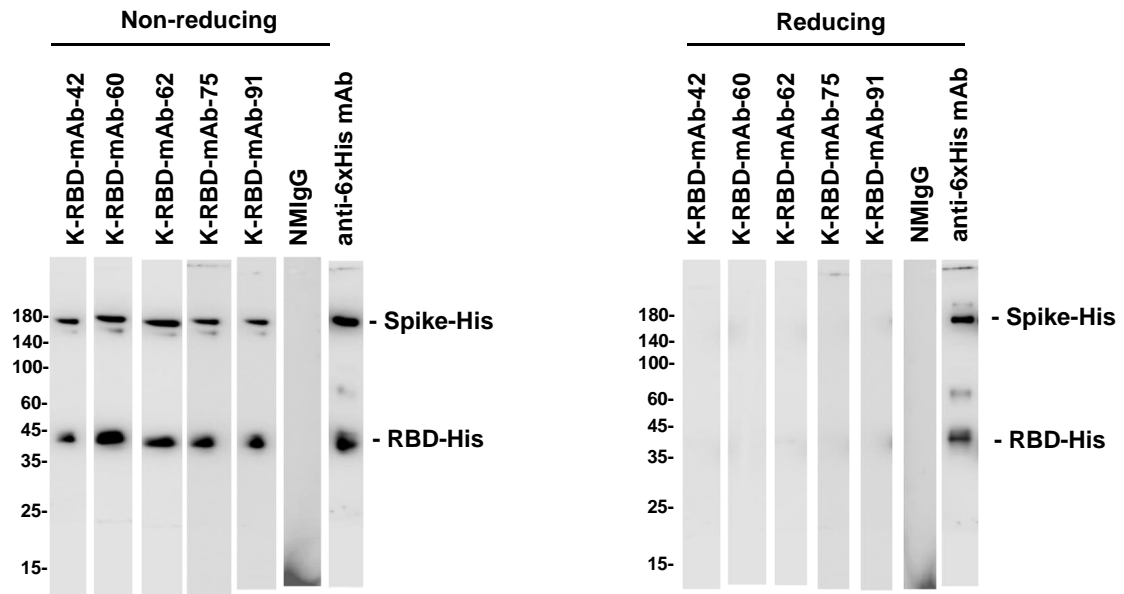 Non-reducing
K-RBD-mAb-42
K-RBD-mAb-60
K-RBD-mAb-62
K-RBD-mAb-75
K-RBD-mAb-91
NMIgG
anti-6xHis mAb
180-
140-
100-
60-
45-
35-
25-
15-
- Spike-His
- RBD-His
Reducing
K-RBD-mAb-42
K-RBD-mAb-60
K-RBD-mAb-62
K-RBD-mAb-75
K-RBD-mAb-91
NMIgG
anti-6xHis mAb
180-
140-
100-
60-
45-
35-
25-
15-
- Spike-His
- RBD-His